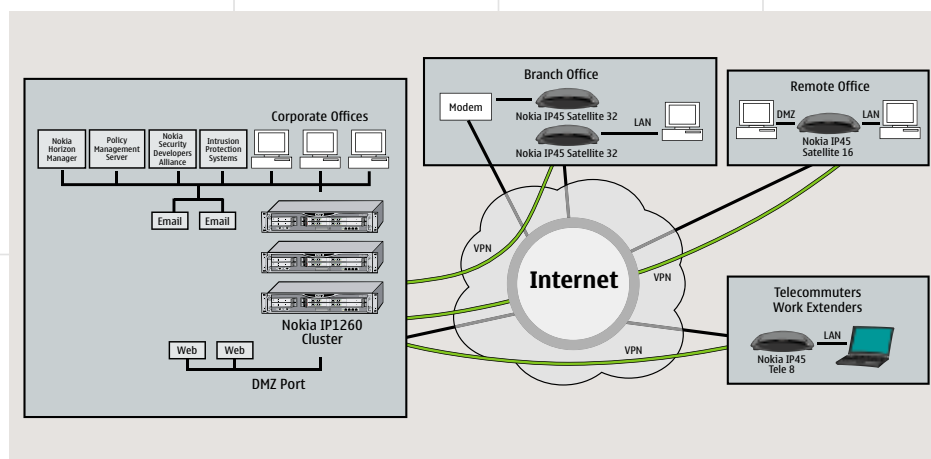 Corporate Offices
Nokia
Horizon
Manager
Policy
Management
Server
Nokia
Security
Developers
Alliance
Intrusion
Protection
Systems
Email
Email
Nokia IP1260
Cluster
Web
Web
DMZ Port
Branch Office
Modem
Nokia IP45 Satellite 32
LAN
Nokia IP45 Satellite 32
Remote Office
DMZ
LAN
Nokia IP45
Satellite 16
VPN
Internet
VPN
VPN
Telecommuters
Work Extenders
LAN
Nokia IP45
Tele 8